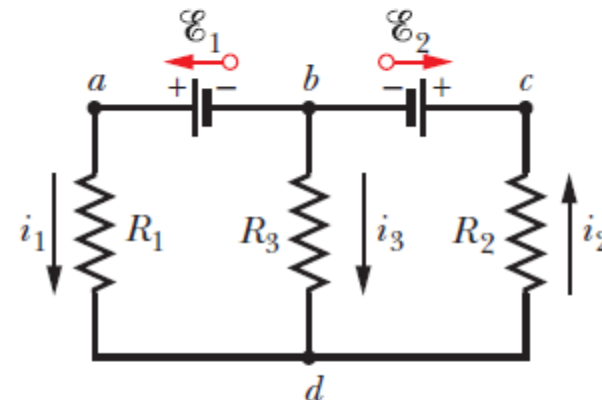 ℰ₁ ℰ₂
a + − b − + c
i₁ R₁ R₃ i₃ R₂ i₂
d